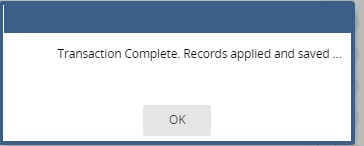 Transaction Complete. Records applied and saved ...
OK